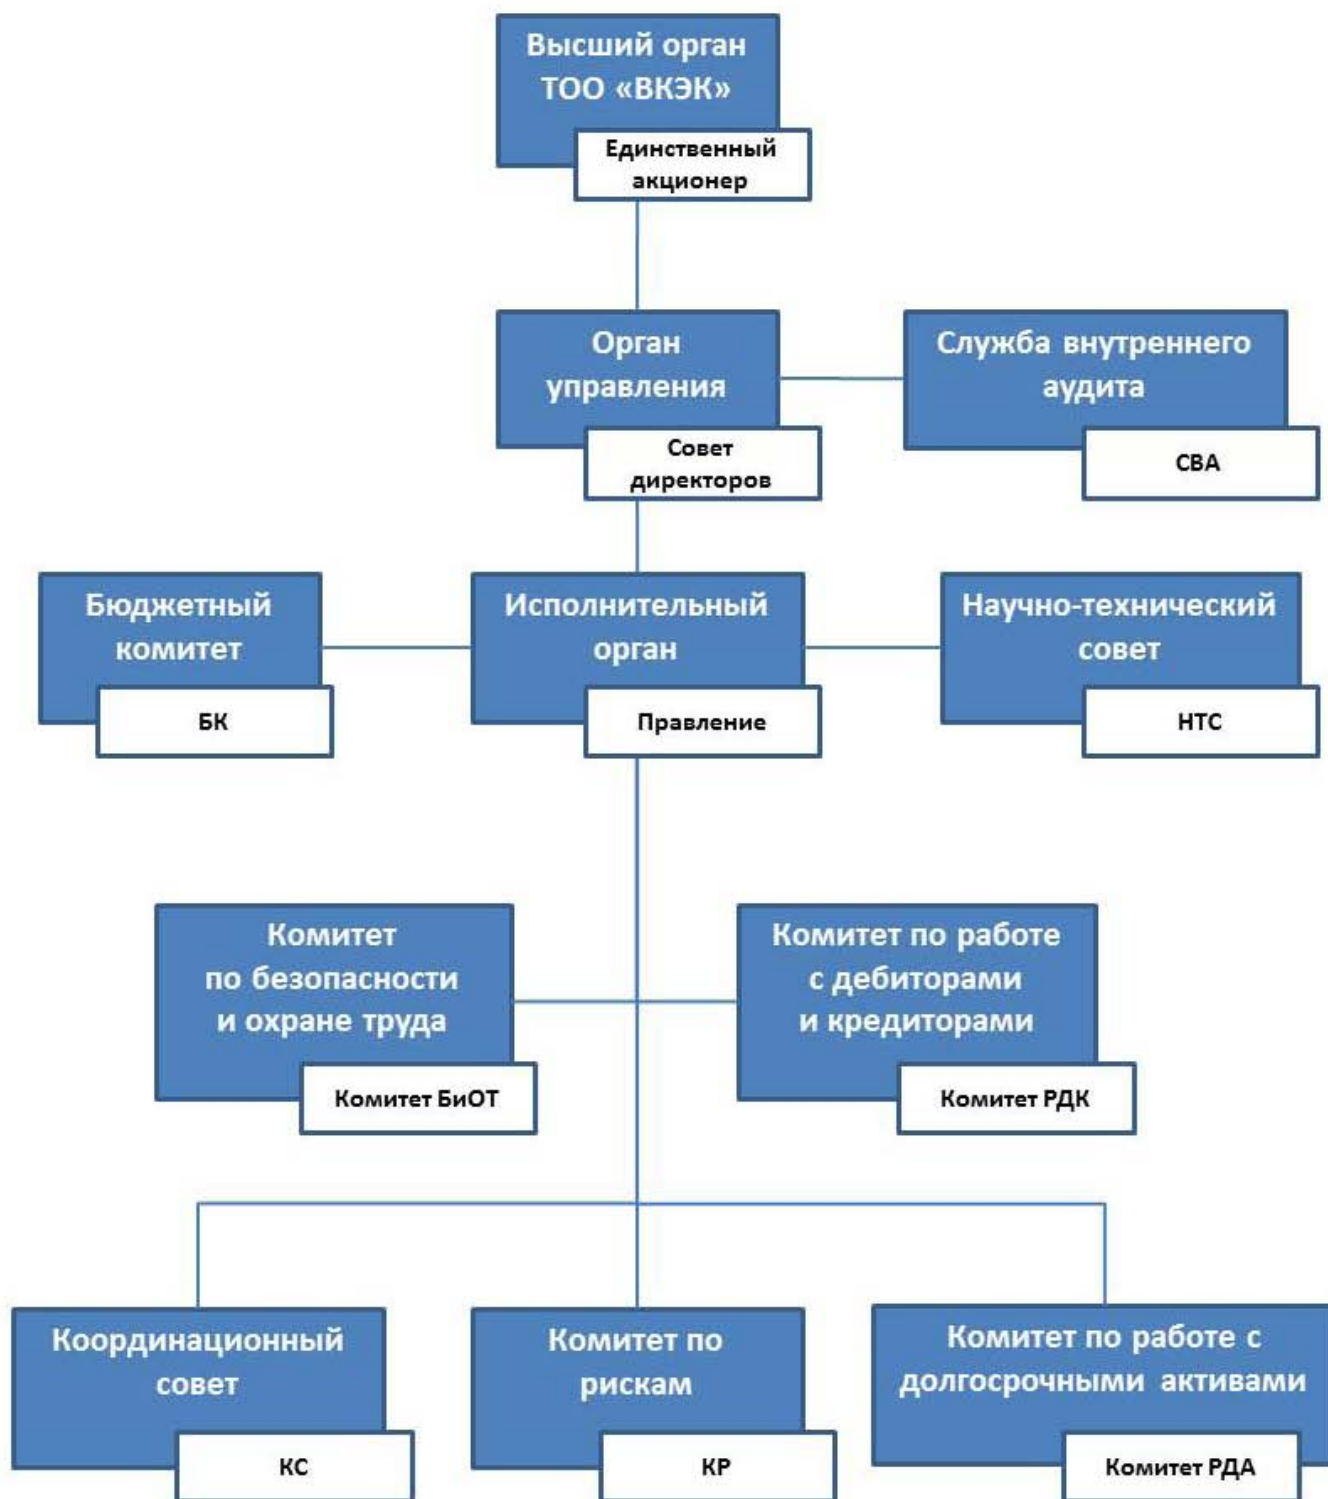 Высший орган
ТОО «ВКЭК»
Единственный
акционер
Орган
управления
Совет
директоров
Служба внутреннего
аудита
СВА
Бюджетный
комитет
БК
Исполнительный
орган
Правление
Научно-технический
совет
НТС
Комитет
по безопасности
и охране труда
Комитет БиОТ
Комитет по работе
с дебиторами
и кредиторами
Комитет РДК
Координационный
совет
КС
Комитет по
рискам
КР
Комитет по работе с
долгосрочными активами
Комитет РДА